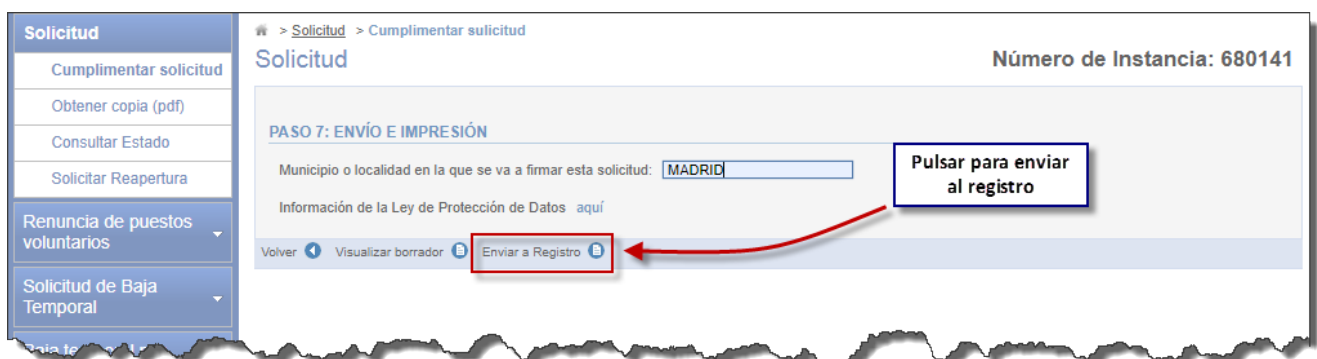 Solicitud
Cumplimentar solicitud
Obtener copia (pdf)
Consultar Estado
Solicitar Reapertura
Renuncia de puestos
voluntarios
Solicitud de Baja
Temporal
> Solicitud > Cumplimentar sulicitud
Solicitud
Número de Instancia: 680141
PASO 7: ENVÍO E IMPRESIÓN
Municipio o localidad en la que se va a firmar esta solicitud: MADRID
Información de la Ley de Protección de Datos aquí
Volver Visualizar borrador Enviar a Registro
Pulsar para enviar
al registro